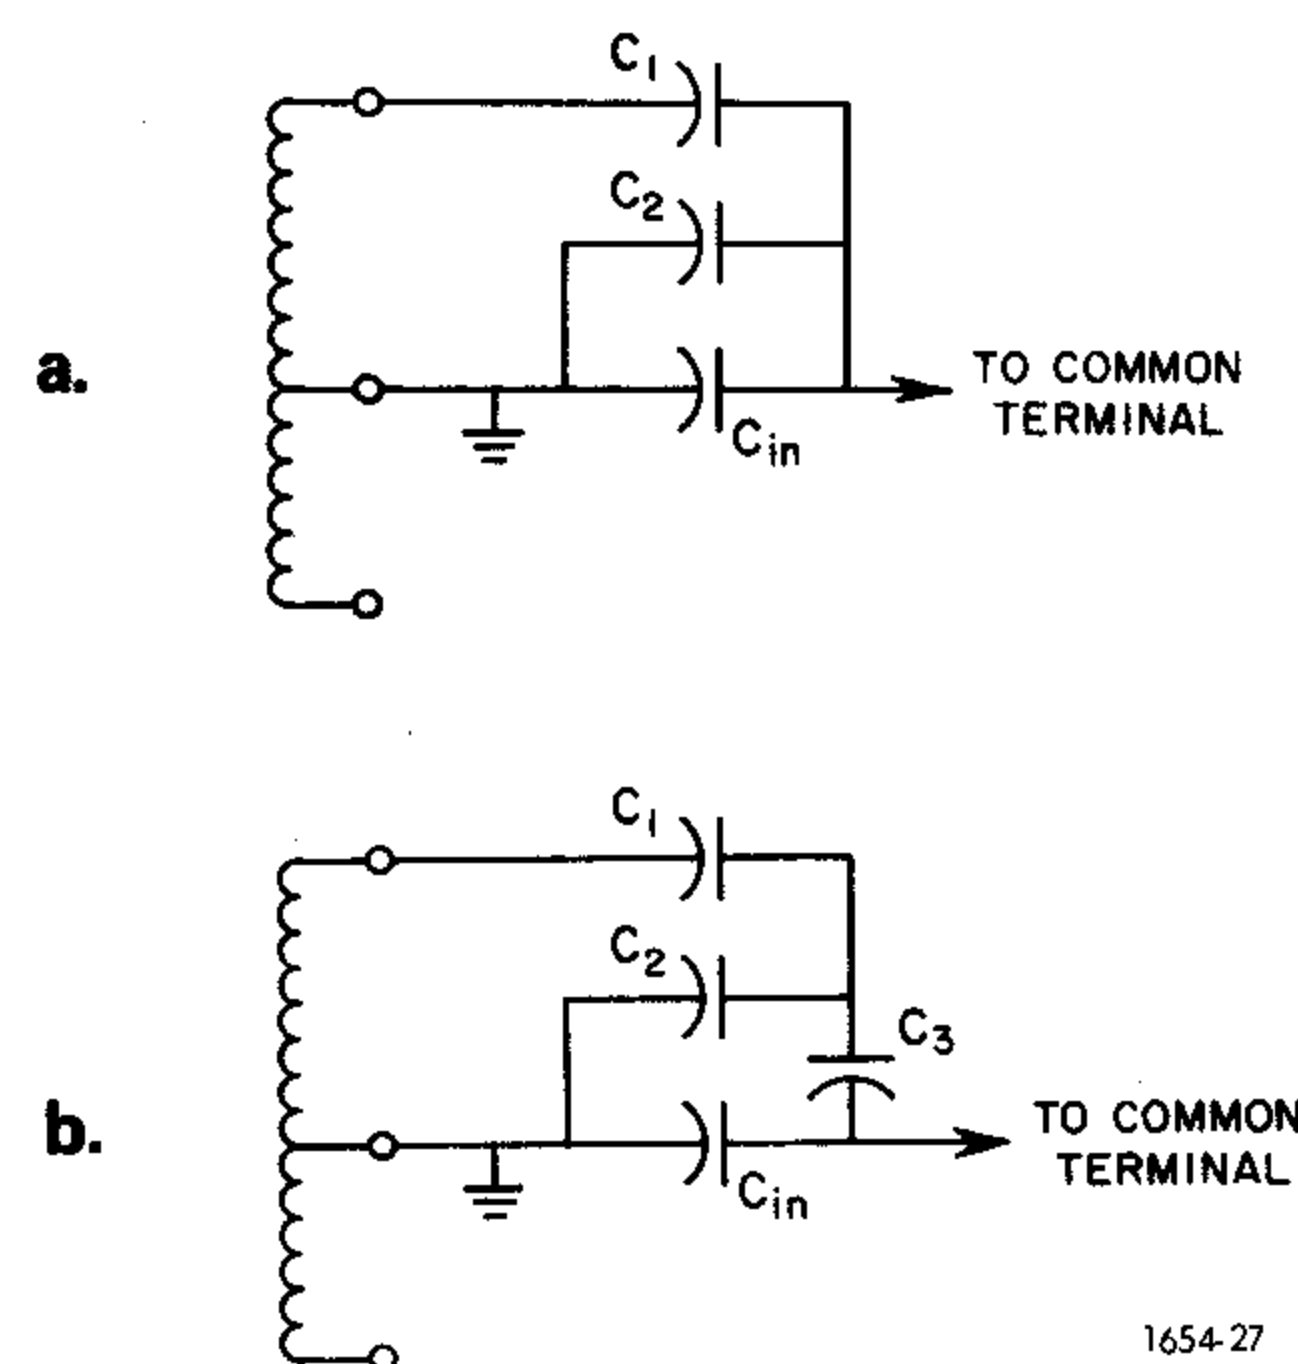 C1
C2
a.
TO COMMON
TERMINAL
Cin
C1
C2
C3
b.
TO COMMON
TERMINAL
Cin
1654-27